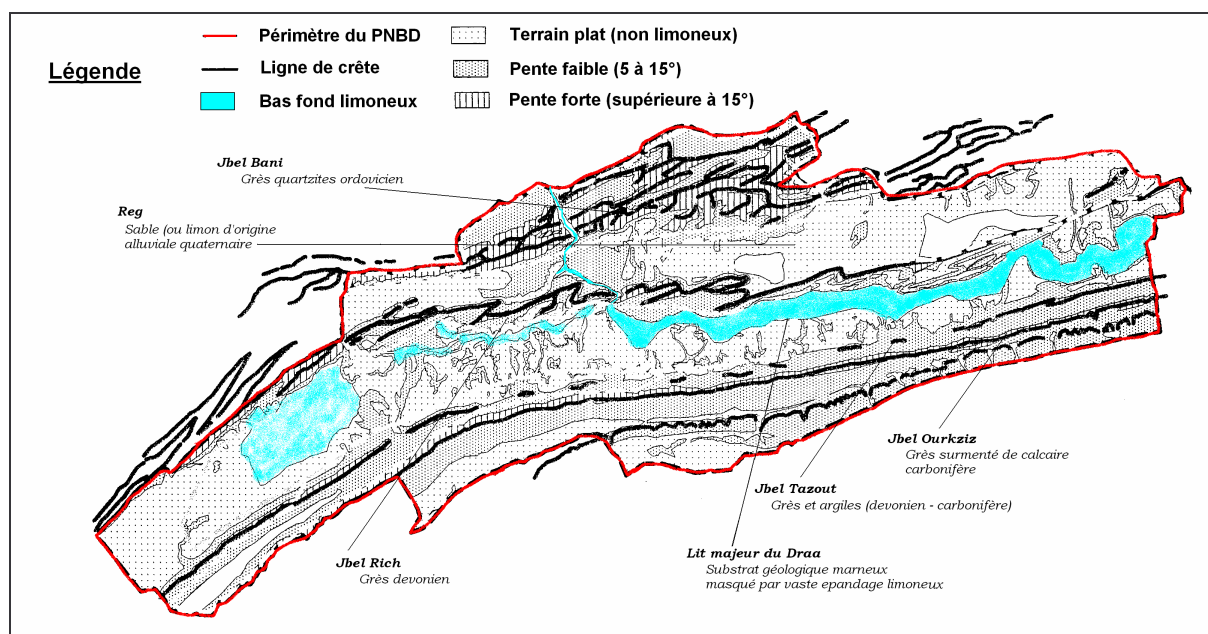 Légende
Périmètre du PNBD
Ligne de crête
Bas fond limoneux
Terrain plat (non limoneux)
Pente faible (5 à 15°)
Pente forte (supérieure à 15°)
Jbel Bani
Grès quartzites ordovicien
Reg
Sable (ou limon d'origine
alluviale quaternaire
Jbel Ourkziz
Grès surmenté de calcaire
carbonifère
Jbel Tazout
Grès et argiles (devonien - carbonifère)
Lit majeur du Draa
Substrat géologique marneux
masqué par vaste epandage limoneux
Jbel Rich
Grès devonien